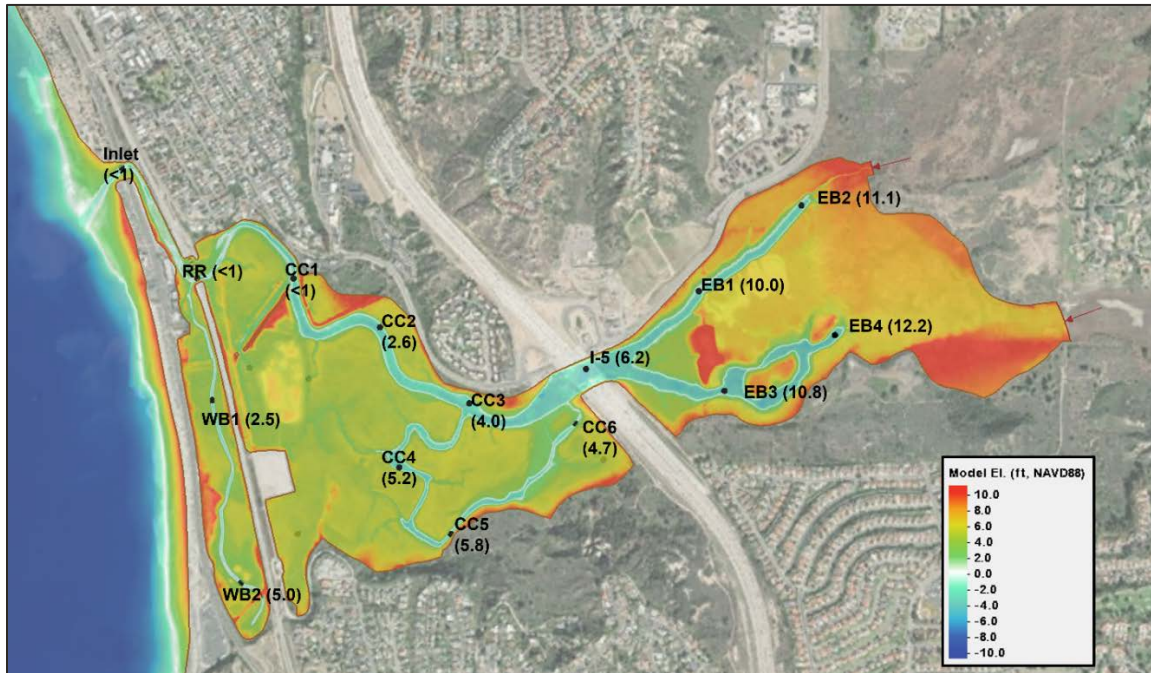 Inlet
(<1)
RR (<1)
CC1
(<1)
CC2
(2.6)
WB1 (2.5)
CC3
(4.0)
CC4
(5.2)
CC5
(5.8)
CC6
(4.7)
WB2 (5.0)
I-5 (6.2)
EB1 (10.0)
EB2 (11.1)
EB3 (10.8)
EB4 (12.2)
Model El. (ft, NAVD88)
10.0
8.0
6.0
4.0
2.0
0.0
-2.0
-4.0
-6.0
-8.0
-10.0